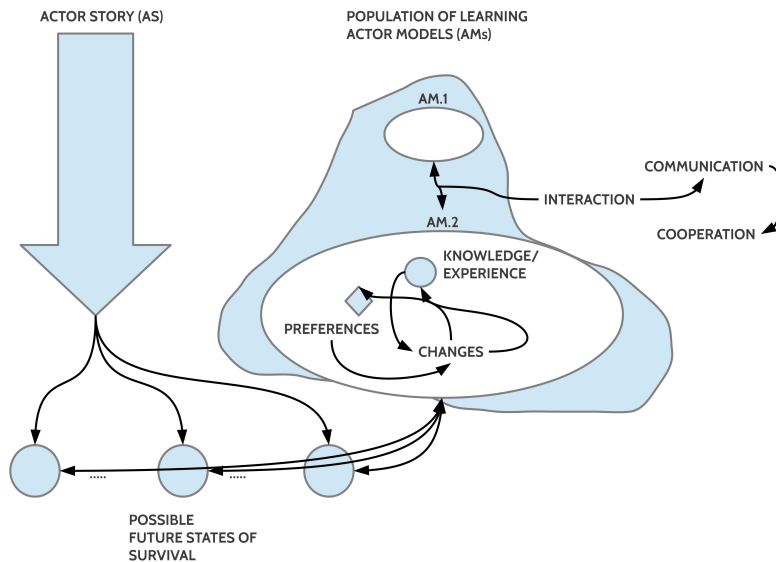 ACTOR STORY (AS)
POPULATION OF LEARNING
ACTOR MODELS (AMs)
AM.1
COMMUNICATION
INTERACTION
AM.2
COOPERATION
KNOWLEDGE/
EXPERIENCE
PREFERENCES
CHANGES
.....
.....
POSSIBLE
FUTURE STATES OF
SURVIVAL